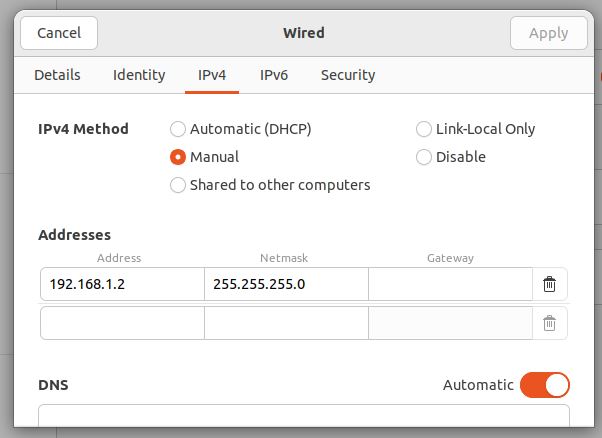 Cancel Wired Apply
Details Identity IPv4 IPv6 Security
IPv4 Method Automatic (DHCP) Link-Local Only
Manual Disable
Shared to other computers
Addresses
Address Netmask Gateway
192.168.1.2 255.255.255.0
DNS Automatic